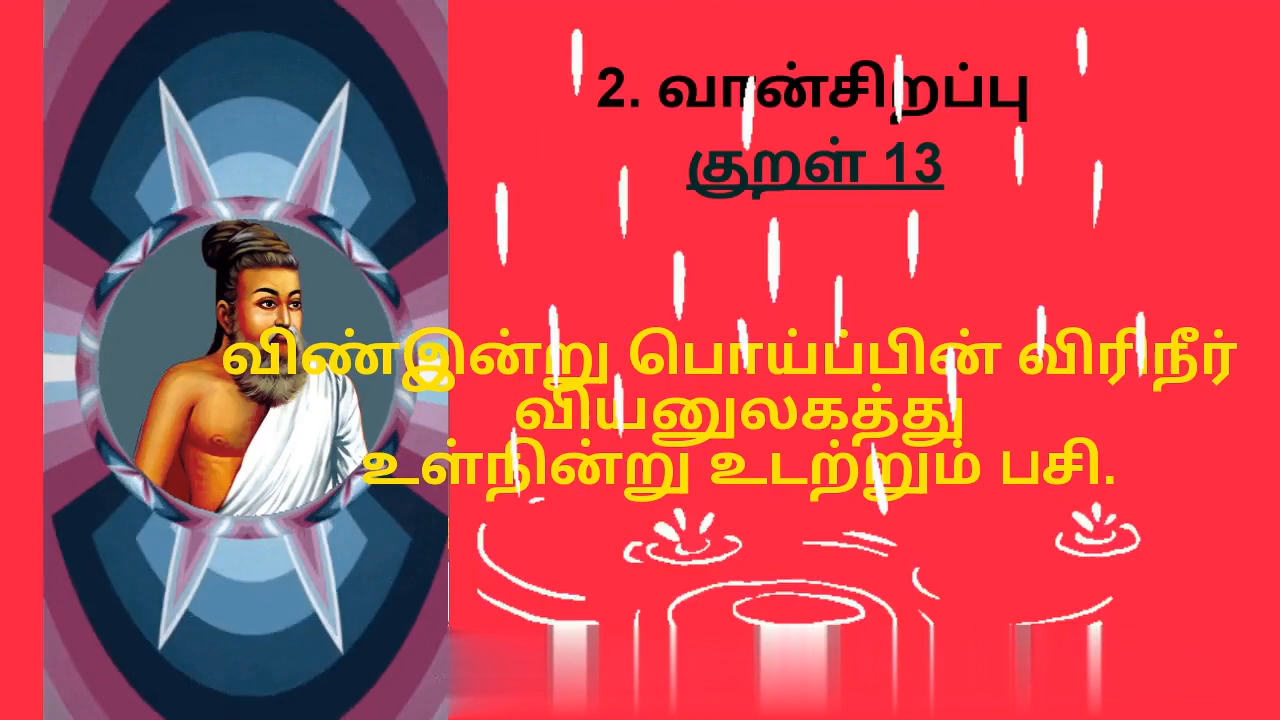 2. வான்சிறப்பு
குறள் 13
விண்இன்று பொய்ப்பின் விரிநீர்
வியனுலகத்து
உள்நின்று உடற்றும் பசி.